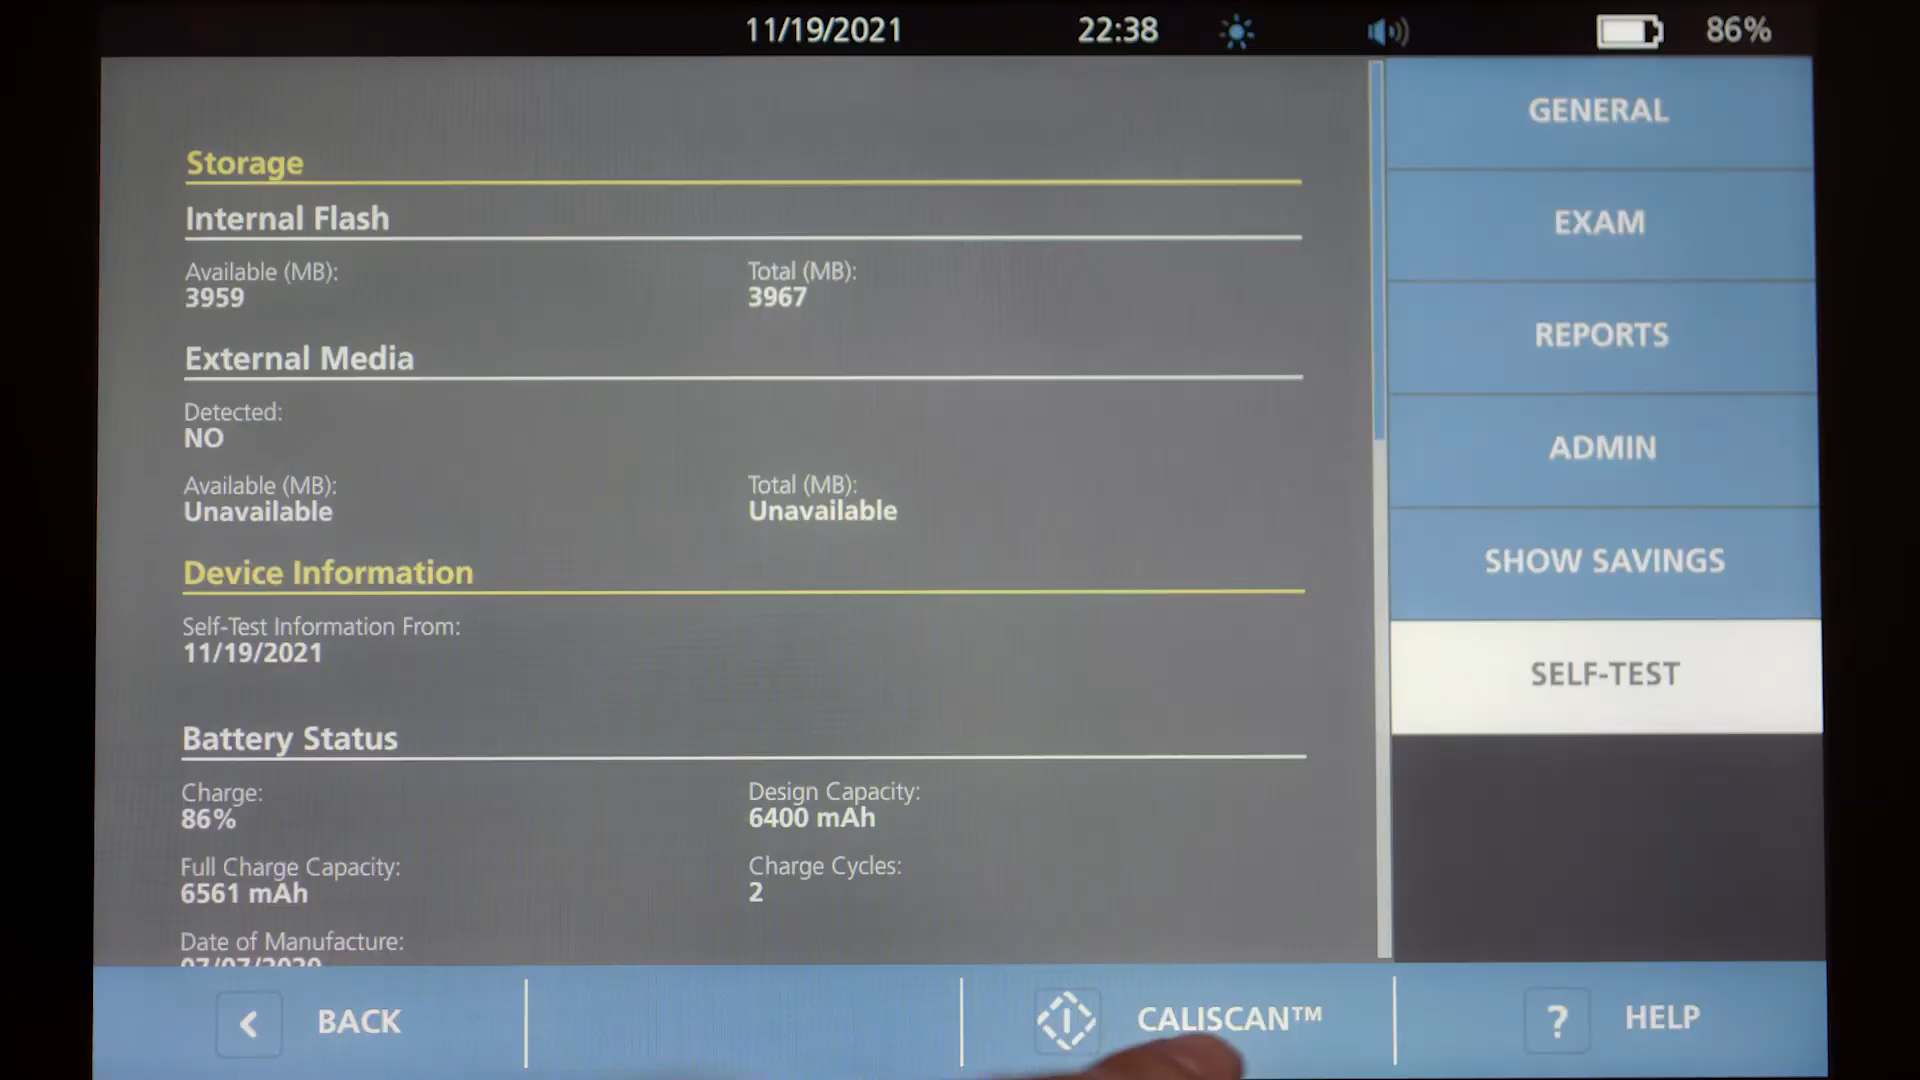 11/19/2021 22:38 86%
GENERAL
EXAM
REPORTS
ADMIN
SHOW SAVINGS
SELF-TEST
Storage
Internal Flash
Available (MB): Total (MB):
3959 3967
External Media
Detected:
NO
Available (MB): Total (MB):
Unavailable Unavailable
Device Information
Self-Test Information From:
11/19/2021
Battery Status
Charge: Design Capacity:
86% 6400 mAh
Full Charge Capacity: Charge Cycles:
6561 mAh 2
Date of Manufacture:
07/07/2020
BACK CALISCAN™ ? HELP